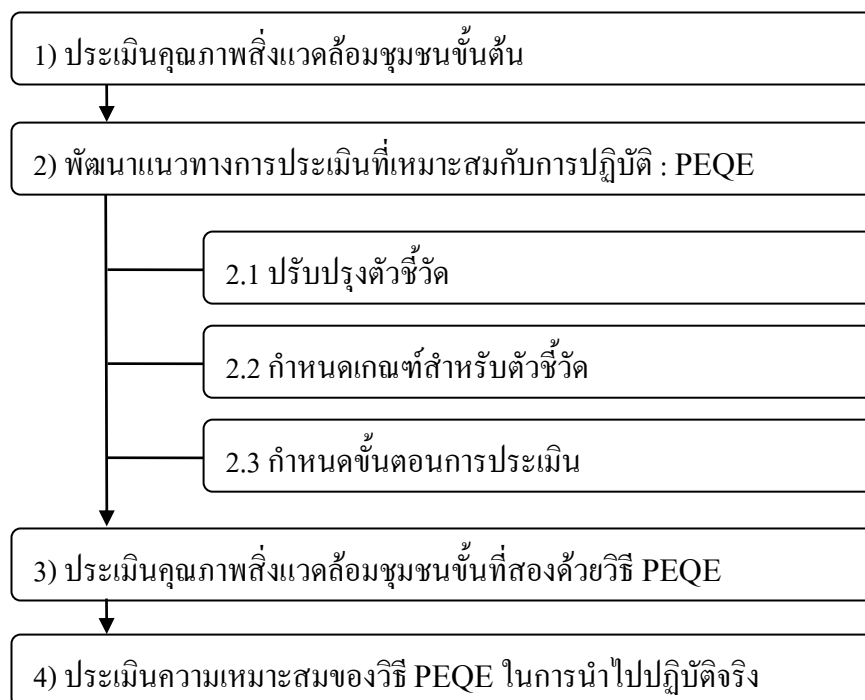 1) ประเมินคุณภาพสิ่งแวดล้อมชุมชนขั้นต้น
2) พัฒนาแนวทางการประเมินที่เหมาะสมกับการปฏิบัติ : PEQE
2.1 ปรับปรุงตัวชี้วัด
2.2 กำหนดเกณฑ์สำหรับตัวชี้วัด
2.3 กำหนดขั้นตอนการประเมิน
3) ประเมินคุณภาพสิ่งแวดล้อมชุมชนขั้นที่สองด้วยวิธี PEQE
4) ประเมินความเหมาะสมของวิธี PEQE ในการนำไปปฏิบัติจริง